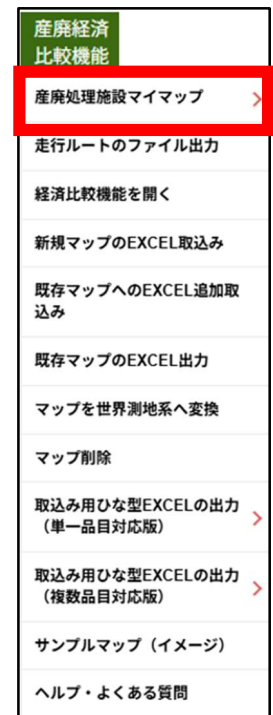 産廃経済
比較機能
産廃処理施設マイマップ
走行ルートのファイル出力
経済比較機能を開く
新規マップのEXCEL取込み
既存マップへのEXCEL追加取
込み
既存マップのEXCEL出力
マップを世界測地系へ変換
マップ削除
取込み用ひな型EXCELの出力
（単一品目対応版）
取込み用ひな型EXCELの出力
（複数品目対応版）
サンプルマップ（イメージ）
ヘルプ・よくある質問